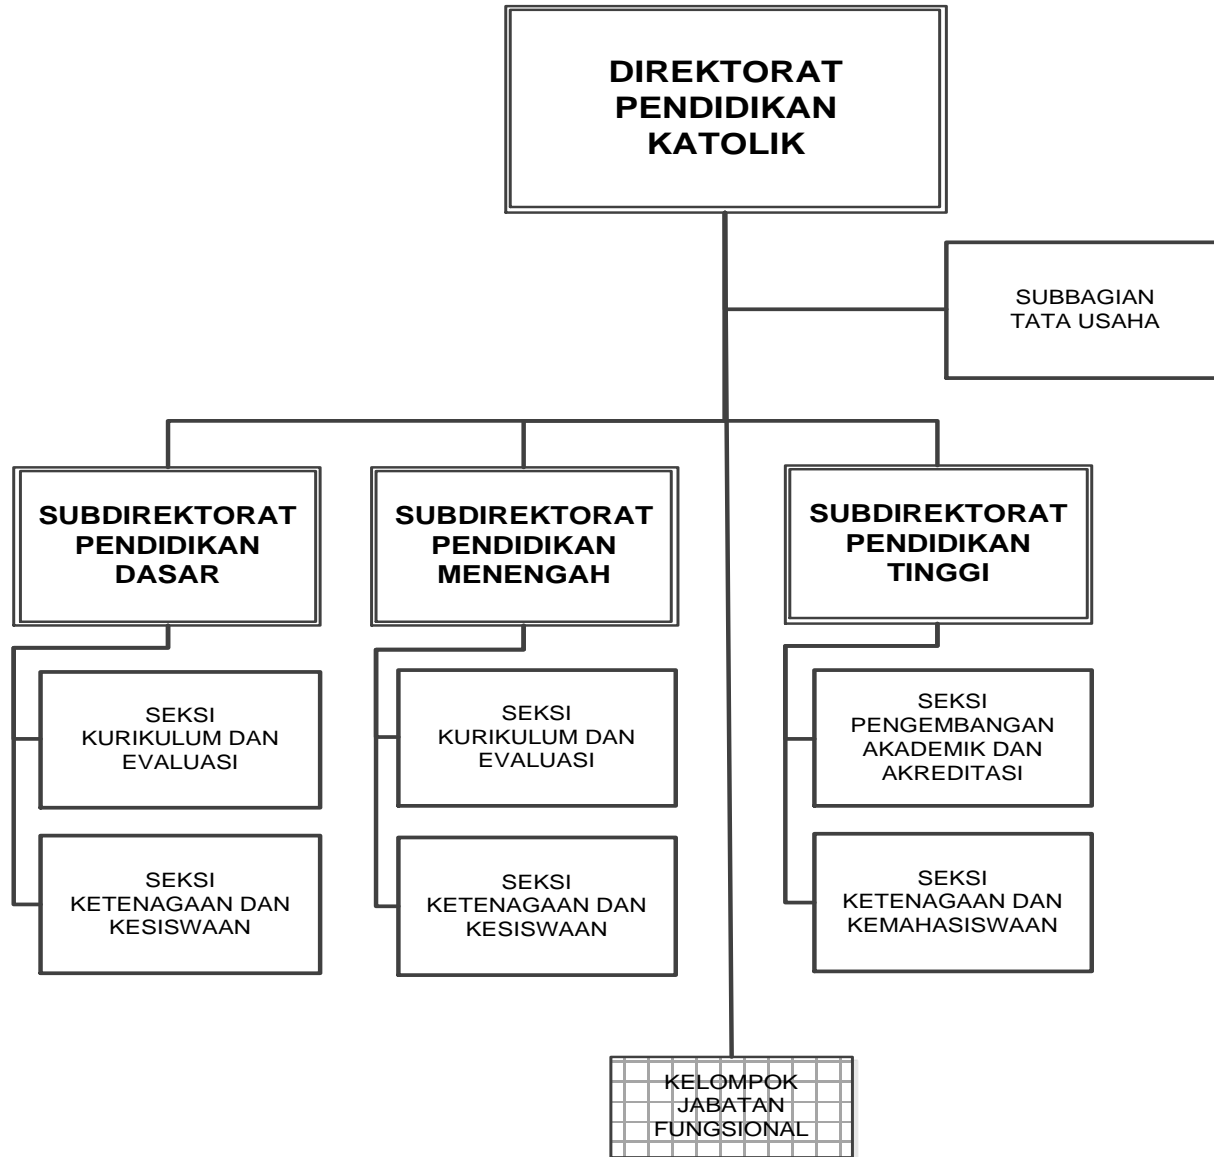 DIREKTORAT
PENDIDIKAN
KATOLIK
SUBBAGIAN
TATA USAHA
SUBDIREKTORAT
PENDIDIKAN
DASAR
SUBDIREKTORAT
PENDIDIKAN
MENENGAH
SUBDIREKTORAT
PENDIDIKAN
TINGGI
SEKSI
KURIKULUM DAN
EVALUASI
SEKSI
KURIKULUM DAN
EVALUASI
SEKSI
PENGEMBANGAN
AKADEMIK DAN
AKREDITASI
SEKSI
KETENAGAAN DAN
KESISWAAN
SEKSI
KETENAGAAN DAN
KESISWAAN
SEKSI
KETENAGAAN DAN
KEMAHASISWAAN
KELOMPOK
JABATAN
FUNGSIONAL